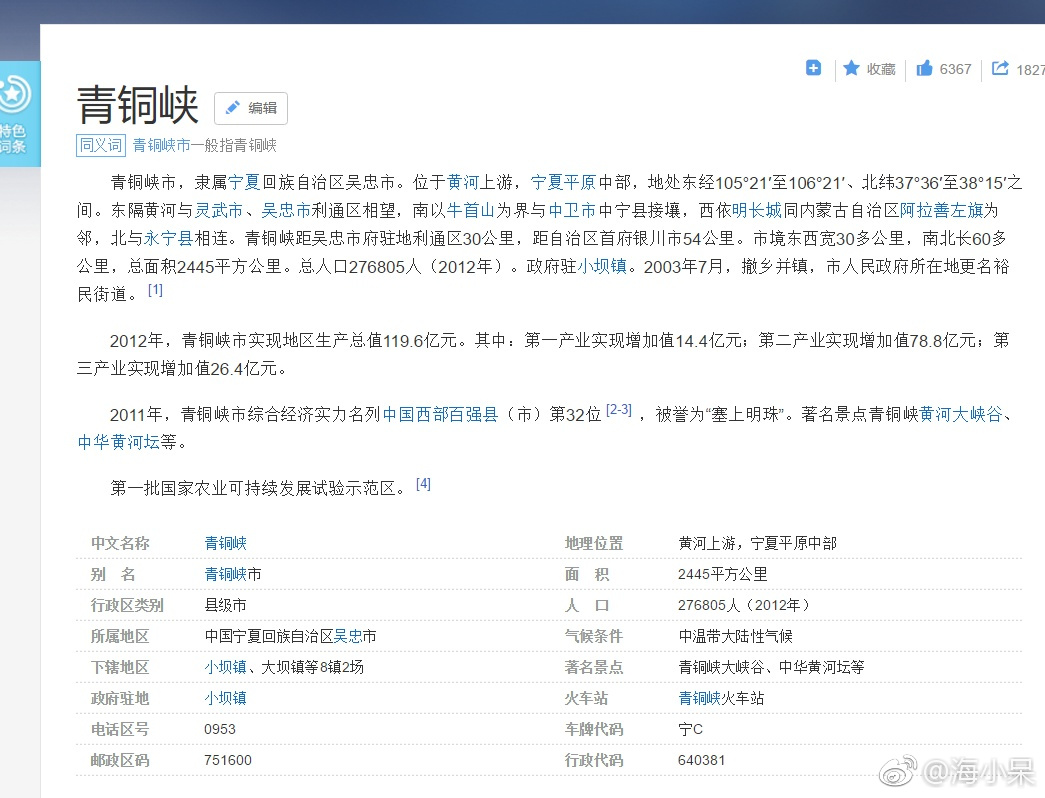 收藏
6367
1827
特色
词条
青铜峡
编辑
同义词 青铜峡市一般指青铜峡
青铜峡市，隶属宁夏回族自治区吴忠市。位于黄河上游，宁夏平原中部，地处东经105°21′至106°21′、北纬37°36′至38°15′之
间。东隔黄河与灵武市、吴忠市利通区相望，南以牛首山为界与中卫市中宁县接壤，西依明长城同内蒙古自治区阿拉善左旗为
邻，北与永宁县相连。青铜峡距吴忠市府驻地利通区30公里，距自治区首府银川市54公里。市境东西宽30多公里，南北长60多
公里，总面积2445平方公里。总人口276805人（2012年）。政府驻小坝镇。2003年7月，撤乡并镇，市人民政府所在地更名裕
民街道。[1]
2012年，青铜峡市实现地区生产总值119.6亿元。其中：第一产业实现增加值14.4亿元；第二产业实现增加值78.8亿元；第
三产业实现增加值26.4亿元。
2011年，青铜峡市综合经济实力名列中国西部百强县（市）第32位[2-3]，被誉为“塞上明珠”。著名景点青铜峡黄河大峡谷、
中华黄河坛等。
第一批国家农业可持续发展试验示范区。[4]
中文名称 青铜峡 地理位置 黄河上游，宁夏平原中部
别 名 青铜峡市 面 积 2445平方公里
行政区类别 县级市 人 口 276805人（2012年）
所属地区 中国宁夏回族自治区吴忠市 气候条件 中温带大陆性气候
下辖地区 小坝镇、大坝镇等8镇2场 著名景点 青铜峡大峡谷、中华黄河坛等
政府驻地 小坝镇 火车站 青铜峡火车站
电话区号 0953 车牌代码 宁C
邮政区码 751600 行政代码 640381
@海小呆